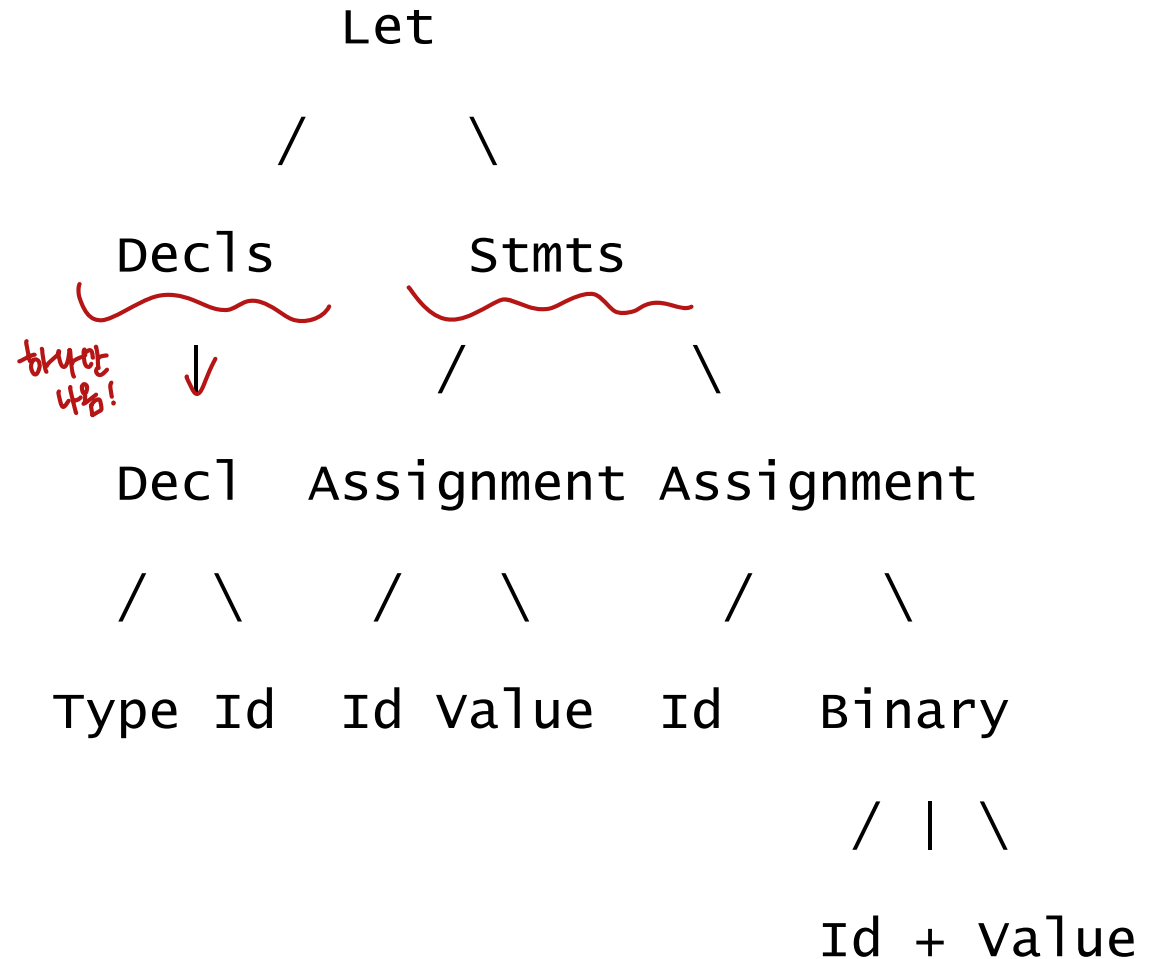 Let
/ \
Decls Stmts
하나만
나옴!
| / \
Decl Assignment Assignment
/ \ / \ / \
Type Id Id Value Id Binary
/ | \
Id + Value